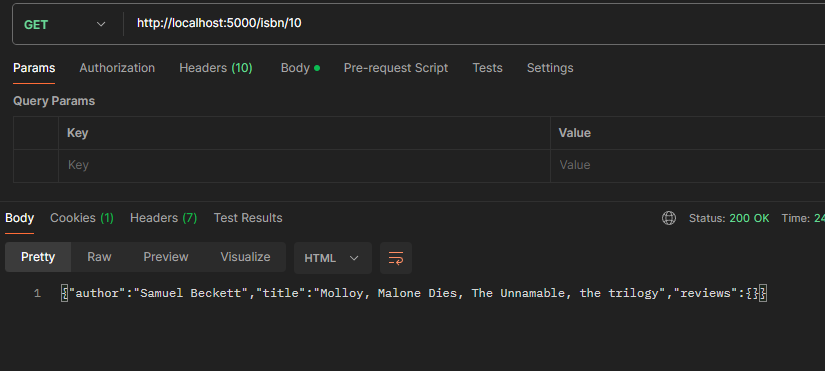 GET http://localhost:5000/isbn/10
Params Authorization Headers (10) Body Pre-request Script Tests Settings
Query Params
Key Value
Key Value
Body Cookies (1) Headers (7) Test Results Status: 200 OK Time: 24
Pretty Raw Preview Visualize HTML
1 {"author":"Samuel Beckett","title":"Molloy, Malone Dies, The Unnamable, the trilogy","reviews":{}}